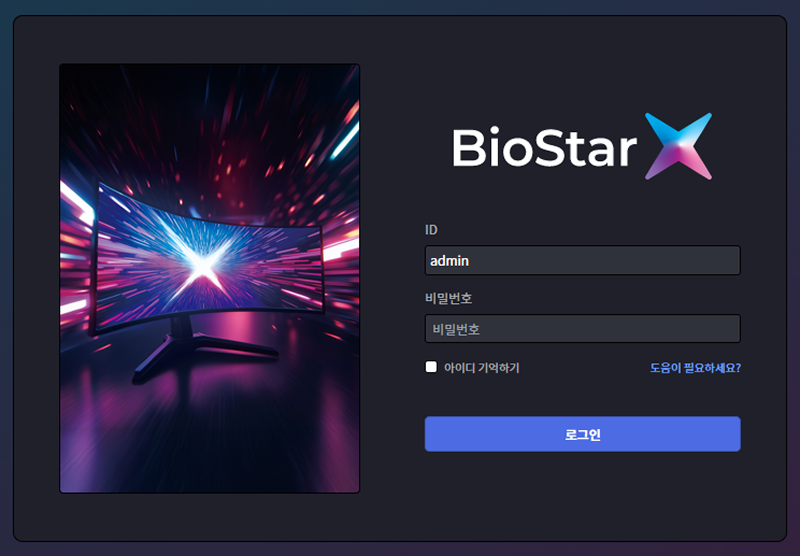 BioStar X
ID
admin
비밀번호
비밀번호
아이디 기억하기
도움이 필요하세요?
로그인